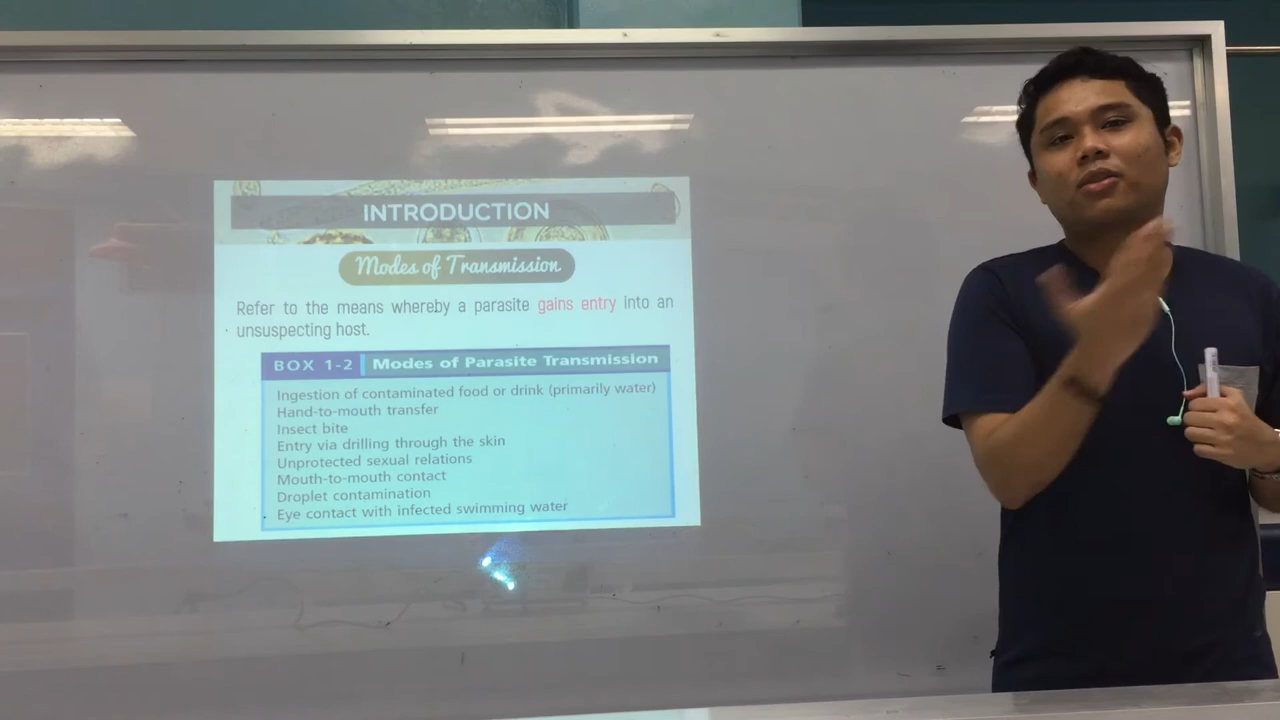 INTRODUCTION
Modes of Transmission
Refer to the means whereby a parasite gains entry into an
unsuspecting host.
BOX 1-2 Modes of Parasite Transmission
Ingestion of contaminated food or drink (primarily water)
Hand-to-mouth transfer
Insect bite
Entry via drilling through the skin
Unprotected sexual relations
Mouth-to-mouth contact
Droplet contamination
Eye contact with infected swimming water